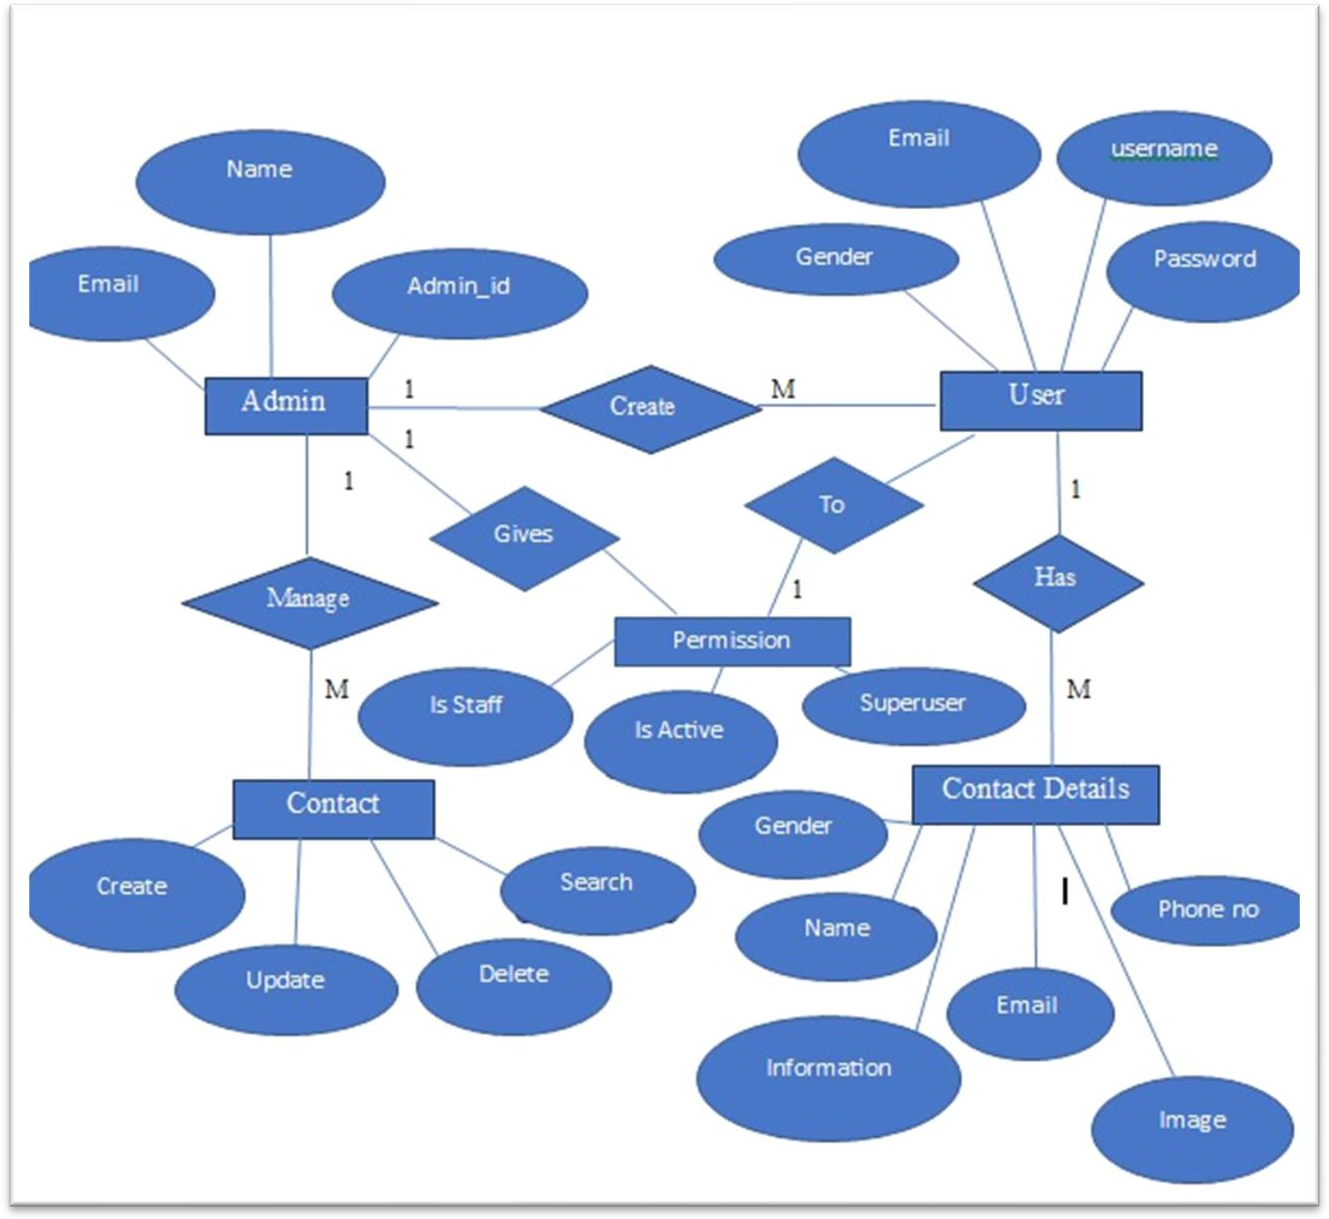 Email
username
Name
Gender
Password
Email
Admin_id
Admin
1
Create
M
User
1
1
Gives
To
1
Manage
1
Has
Permission
M
Is Staff
Is Active
Superuser
M
Contact
Contact Details
Gender
Create
Search
Name
Phone no
Update
Delete
Email
Information
Image